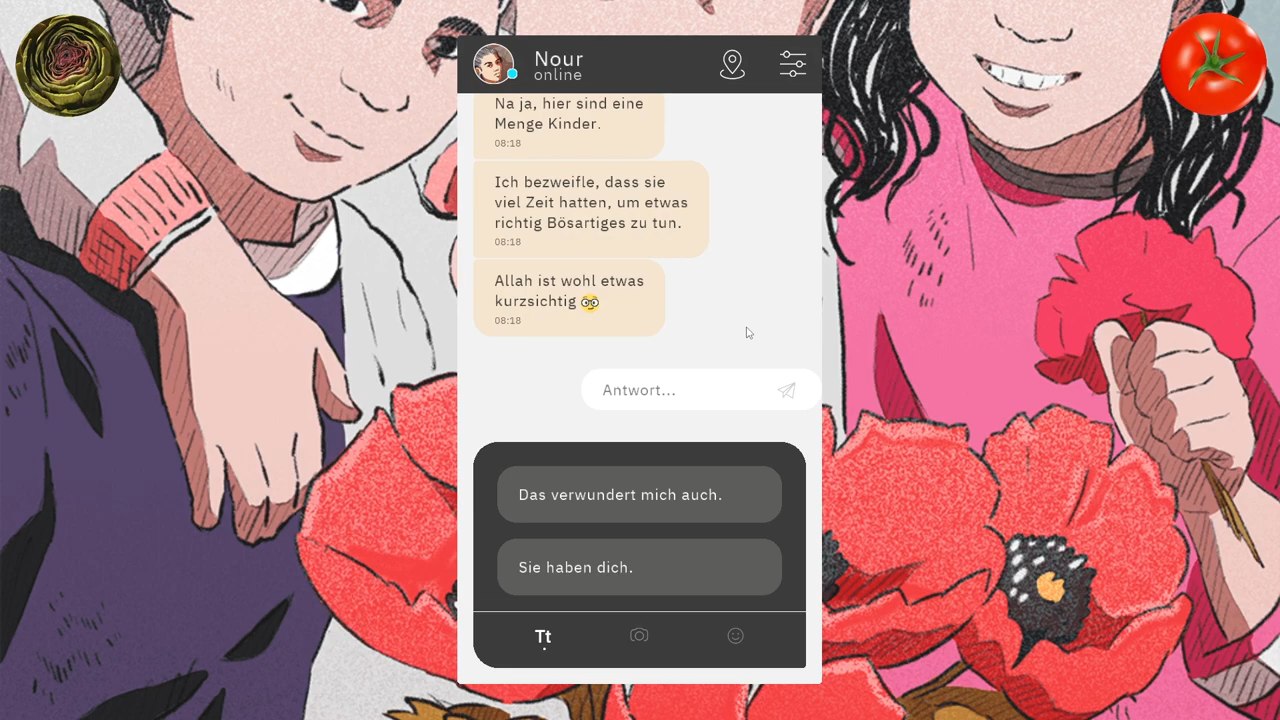 Nour
online
Na ja, hier sind eine
Menge Kinder.
08:18
Ich bezweifle, dass sie
viel Zeit hatten, um etwas
richtig Bösartiges zu tun.
08:18
Allah ist wohl etwas
kurzsichtig 🤓
08:18
Antwort...
Das verwundert mich auch.
Sie haben dich.
Tt